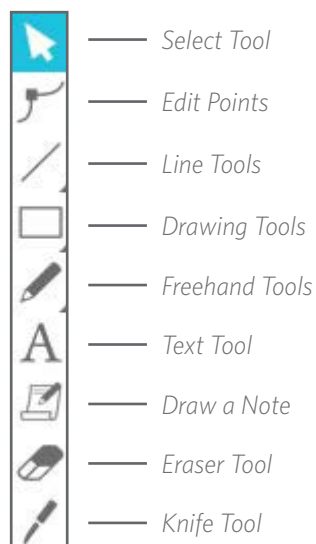 Select Tool
Edit Points
Line Tools
Drawing Tools
Freehand Tools
A
Text Tool
Draw a Note
Eraser Tool
Knife Tool